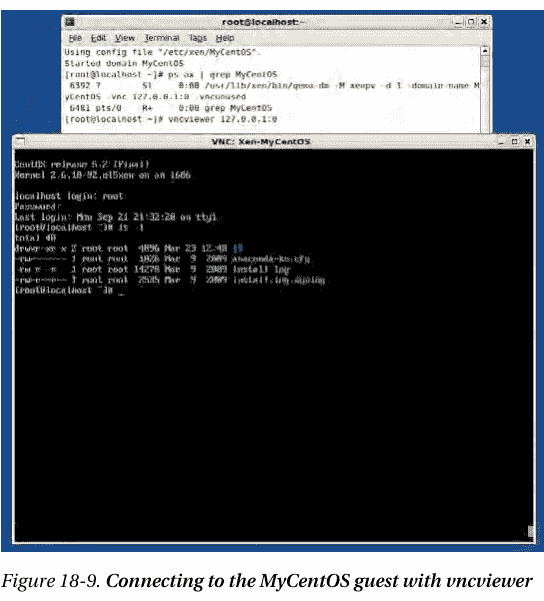 root@localhost:~
File Edit View Terminal Tabs Help
Using config file "/etc/xen/MyCentOS".
Started domain MyCentOS
[root@localhost ~]# ps ax | grep MyCentOS
6392 ? Sl 0:00 /usr/lib/xen/bin/qemu-dm -M xenpv -d 1 -domain-name M
yCentOS -vnc 127.0.0.1:0 -vncunused
6481 pts/0 R+ 0:00 grep MyCentOS
[root@localhost ~]# vncviewer 127.0.0.1:0
VNC: Xen-MyCentOS
CentOS release 5.2 (Final)
Kernel 2.6.18-92.el5xen on an i686
localhost login: root
Password:
Last login: Mon Sep 21 21:32:20 on tty1
[root@localhost ~]# ls -l
total 40
2 root root 4096 Mar 23 12:48
1 root root Mar 9 2009 anaconda-ks.cfg
1 root root 14278 Mar 9 2009 install.log
1 root root 2535 Mar 9 2009 install.log.syslog
[root@localhost ~]# _
Figure 18-9. Connecting to the MyCentOS guest with vncviewer